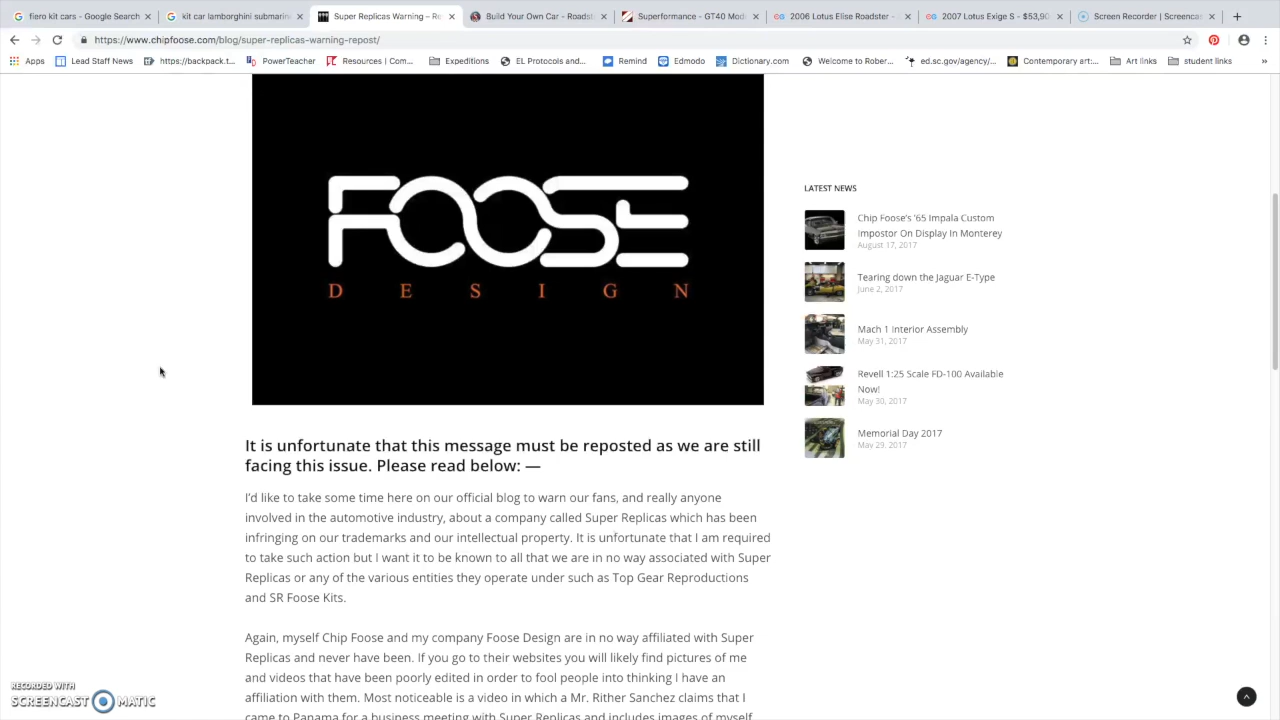 fiero kit cars - Google Search
kit car lamborghini submarin
Super Replicas Warning – Re
Build Your Own Car - Roadst
Superformance - GT40 Mod
2006 Lotus Elise Roadster -
2007 Lotus Exige S - $53,90
Screen Recorder | Screencas
https://www.chipfoose.com/blog/super-replicas-warning-repost/
Apps
Lead Staff News
https://backpack.t...
PowerTeacher
Resources | Com...
Expeditions
EL Protocols and...
Remind
Edmodo
Dictionary.com
Welcome to Rober...
ed.sc.gov/agency/...
Contemporary art:...
Art links
student links
»
FOOSE
DESIGN
LATEST NEWS
Chip Foose's '65 Impala Custom
Impostor On Display In Monterey
August 17, 2017
Tearing down the Jaguar E-Type
June 2, 2017
Mach 1 Interior Assembly
May 31, 2017
Revell 1:25 Scale FD-100 Available
Now!
May 30, 2017
Memorial Day 2017
May 29, 2017
It is unfortunate that this message must be reposted as we are still
facing this issue. Please read below: —
I'd like to take some time here on our official blog to warn our fans, and really anyone
involved in the automotive industry, about a company called Super Replicas which has been
infringing on our trademarks and our intellectual property. It is unfortunate that I am required
to take such action but I want it to be known to all that we are in no way associated with Super
Replicas or any of the various entities they operate under such as Top Gear Reproductions
and SR Foose Kits.
Again, myself Chip Foose and my company Foose Design are in no way affiliated with Super
Replicas and never have been. If you go to their websites you will likely find pictures of me
and videos that have been poorly edited in order to fool people into thinking I have an
affiliation with them. Most noticeable is a video in which a Mr. Rither Sanchez claims that I
came to Panama for a business meeting with Super Replicas and includes images of myself
RECORDED WITH
SCREENCAST MATIC